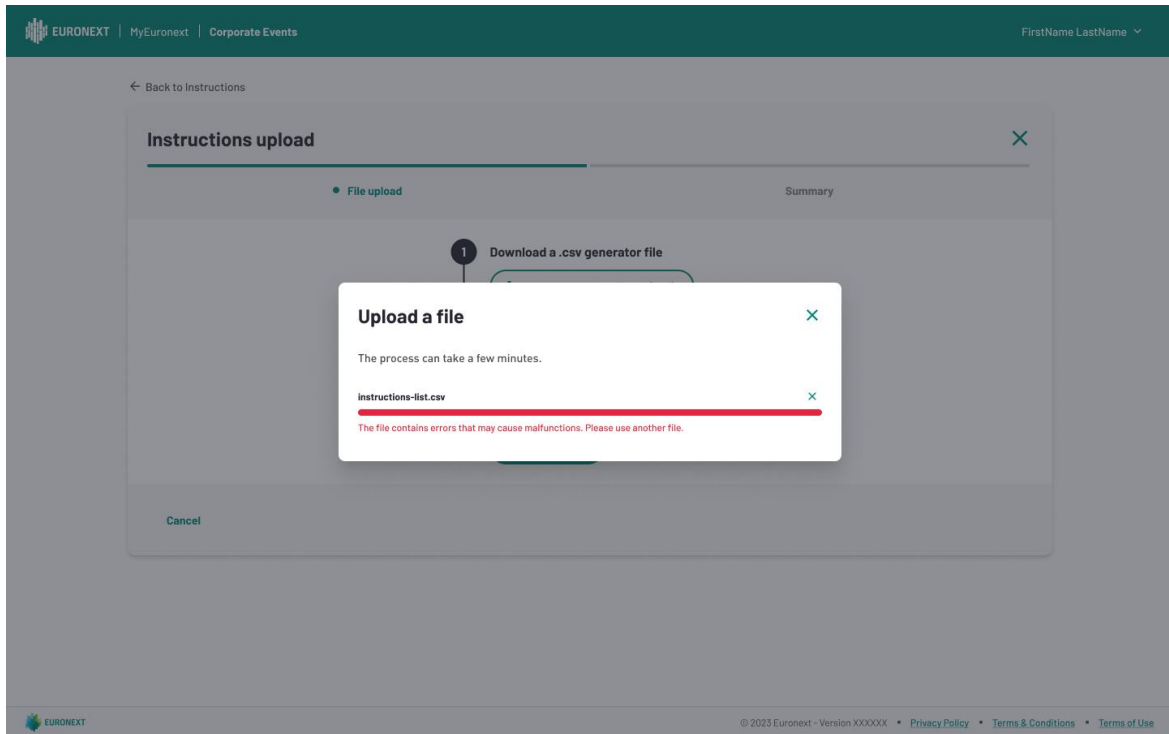 EURONEXT | MyEuronext | Corporate Events FirstName LastName
← Back to Instructions
Instructions upload
File upload Summary
1 Download a .csv generator file
Upload a file
The process can take a few minutes.
instructions-list.csv
The file contains errors that may cause malfunctions. Please use another file.
Cancel
EURONEXT © 2023 Euronext - Version XXXXXX • Privacy Policy • Terms & Conditions • Terms of Use